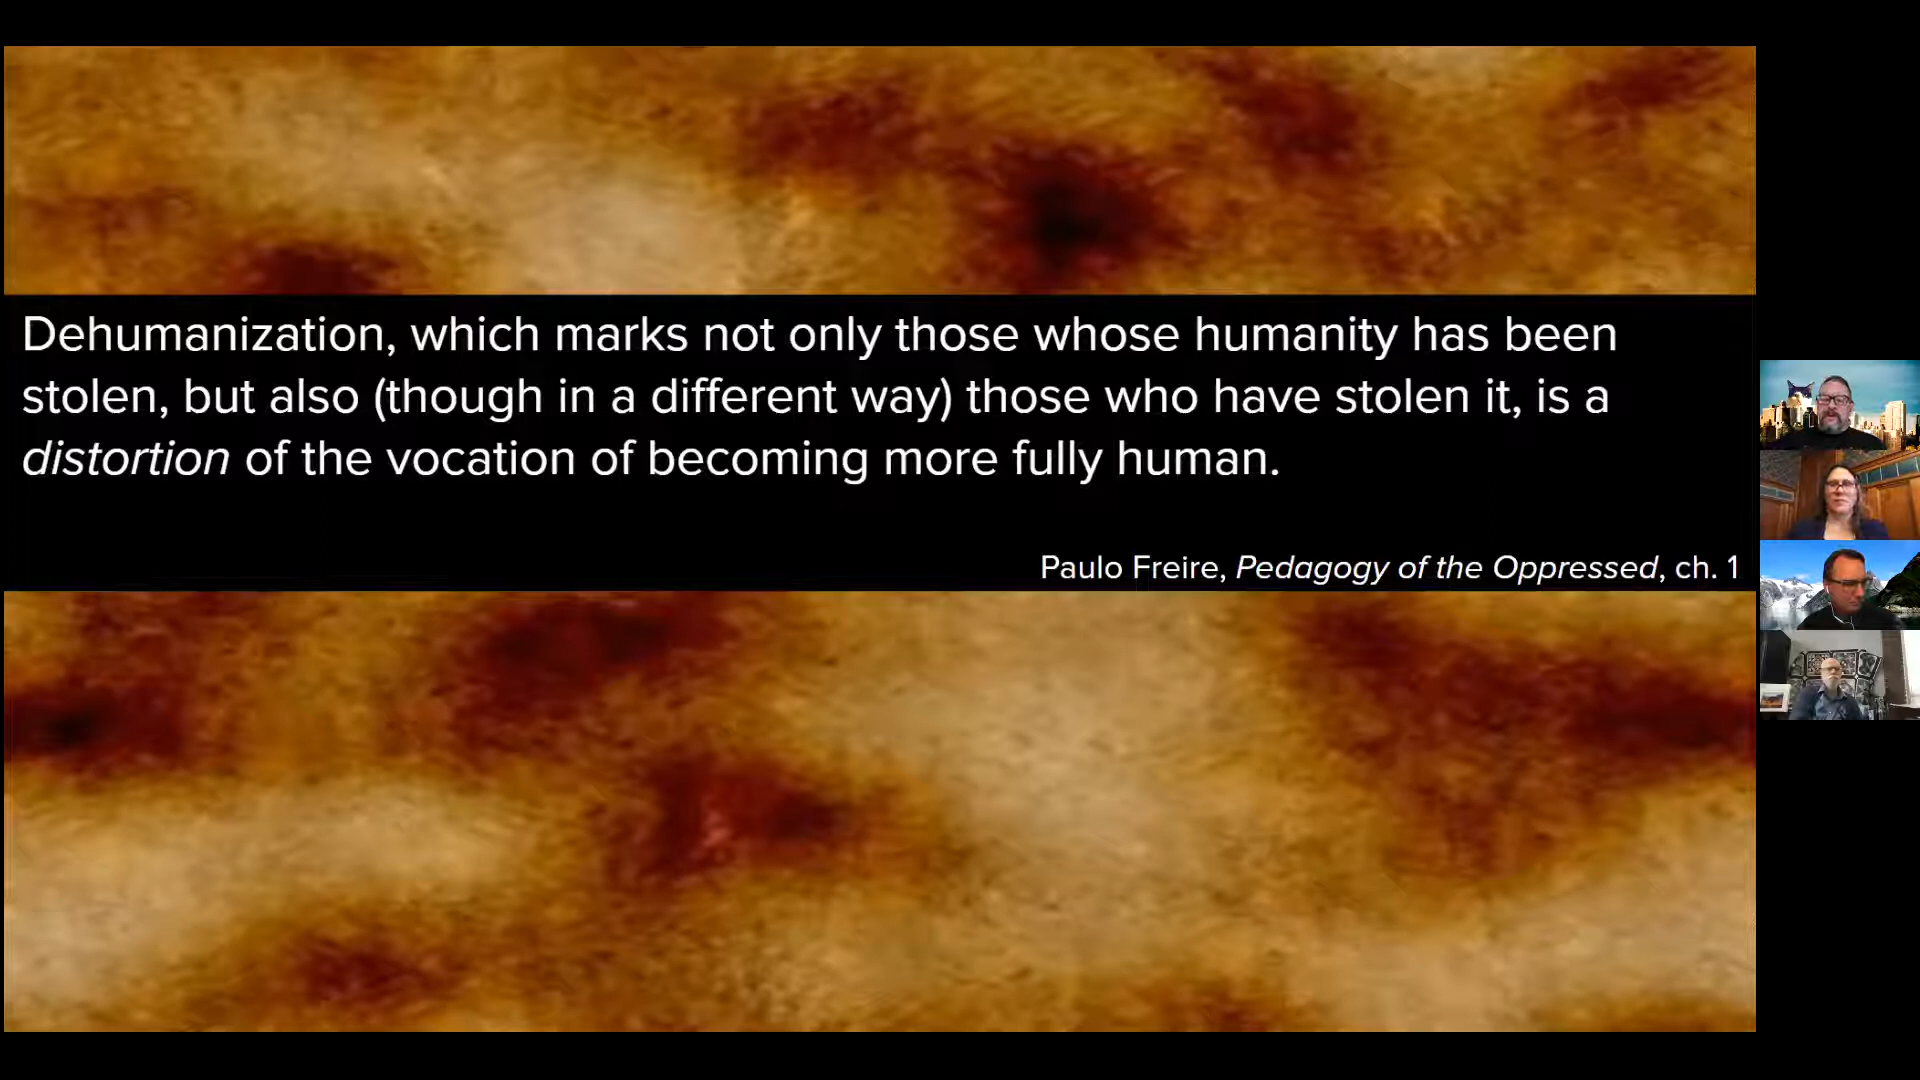 Dehumanization, which marks not only those whose humanity has been
stolen, but also (though in a different way) those who have stolen it, is a
distortion of the vocation of becoming more fully human.
Paulo Freire, Pedagogy of the Oppressed, ch. 1